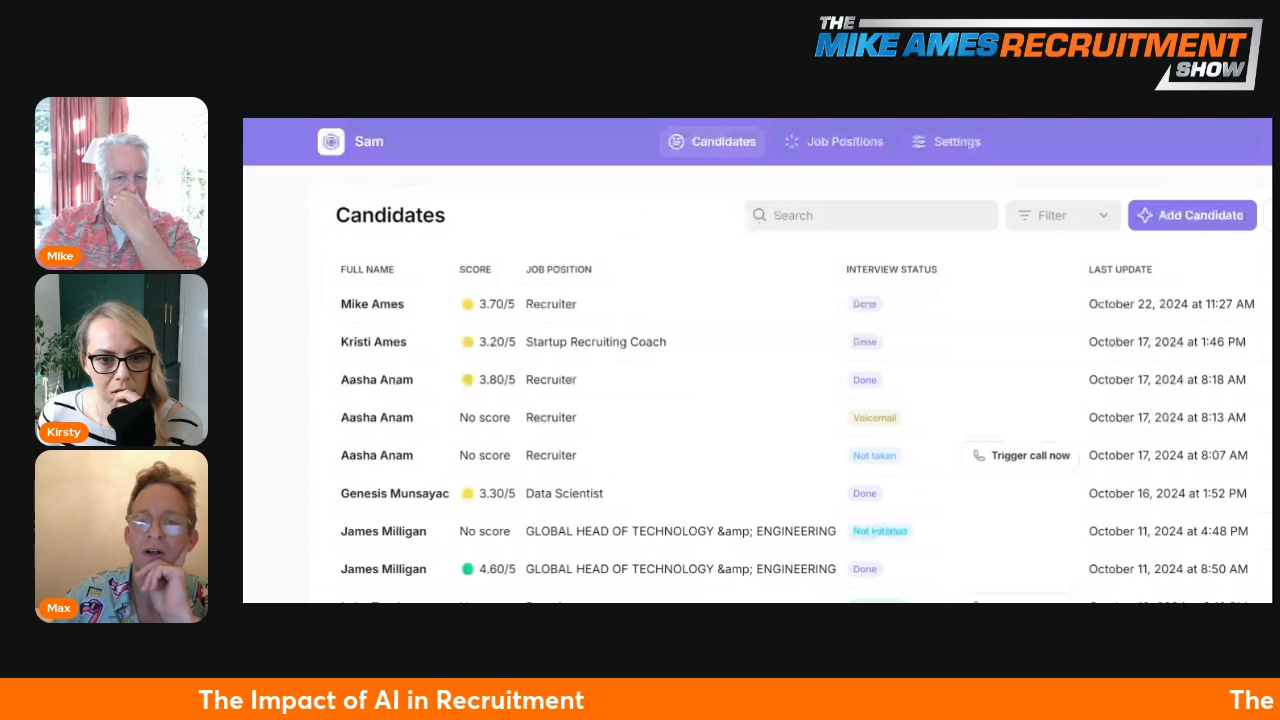 THE
MIKE AMES RECRUITMENT
SHOW
Mike
Kirsty
Max
Sam
Candidates
Job Positions
Settings
Candidates
Search
Filter
Add Candidate
FULL NAME SCORE JOB POSITION INTERVIEW STATUS LAST UPDATE
Mike Ames 3.70/5 Recruiter Done October 22, 2024 at 11:27 AM
Kristi Ames 3.20/5 Startup Recruiting Coach Done October 17, 2024 at 1:46 PM
Aasha Anam 3.80/5 Recruiter Done October 17, 2024 at 8:18 AM
Aasha Anam No score Recruiter Voicemail October 17, 2024 at 8:13 AM
Aasha Anam No score Recruiter Not taken Trigger call now October 17, 2024 at 8:07 AM
Genesis Munsayac 3.30/5 Data Scientist Done October 16, 2024 at 1:52 PM
James Milligan No score GLOBAL HEAD OF TECHNOLOGY &amp; ENGINEERING Not initiated October 11, 2024 at 4:48 PM
James Milligan 4.60/5 GLOBAL HEAD OF TECHNOLOGY &amp; ENGINEERING Done October 11, 2024 at 8:50 AM
The Impact of AI in Recruitment
The